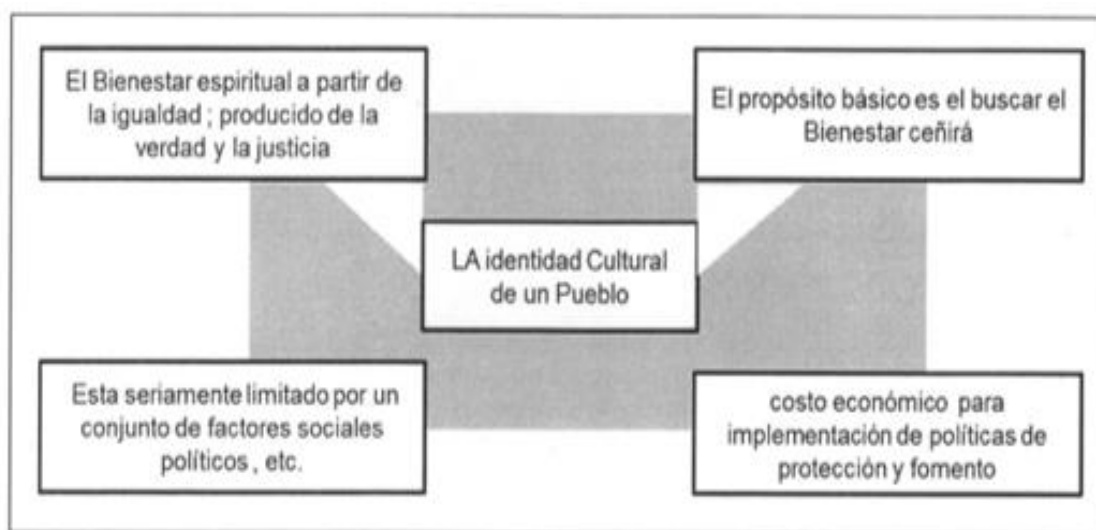 El Bienestar espiritual a partir de
la igualdad ; producido de la
verdad y la justicia
El propósito básico es el buscar el
Bienestar ceñirá
LA identidad Cultural
de un Pueblo
Esta seriamente limitado por un
conjunto de factores sociales
políticos , etc.
costo económico para
implementación de políticas de
protección y fomento